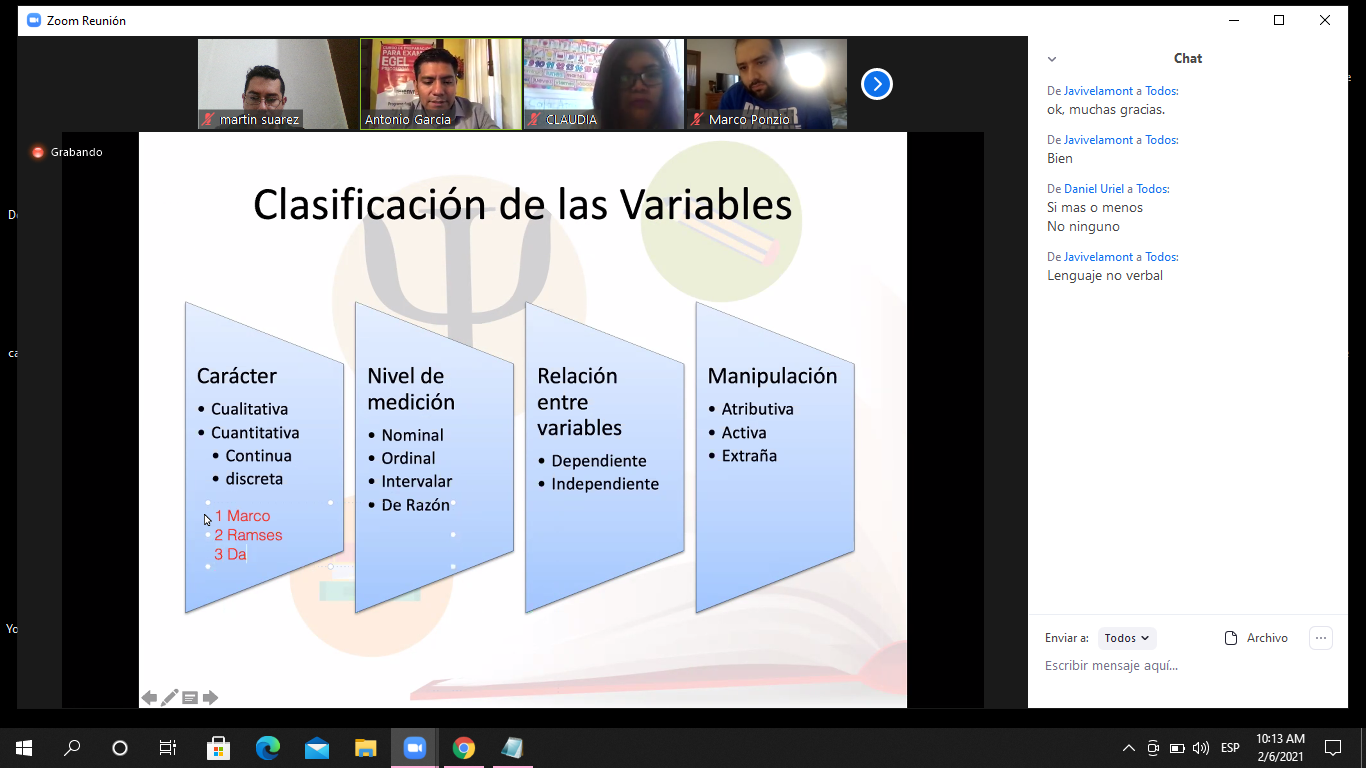 Zoom Reunión
martin suarez
Antonio Garcia
CLAUDIA
Marco Ponzio
PARA EXAMEN
EGEL
Grabando
Clasificación de las Variables
Carácter
• Cualitativa
• Cuantitativa
• Continua
• discreta
1 Marco
2 Ramses
3 Da
Nivel de
medición
• Nominal
• Ordinal
• Intervalar
• De Razón
Relación
entre
variables
• Dependiente
• Independiente
Manipulación
• Atributiva
• Activa
• Extraña
Chat
De Javivelamont a Todos:
ok, muchas gracias.
De Javivelamont a Todos:
Bien
De Daniel Uriel a Todos:
Si mas o menos
No ninguno
De Javivelamont a Todos:
Lenguaje no verbal
Enviar a: Todos
Archivo
Escribir mensaje aquí...
ESP
10:13 AM
2/6/2021